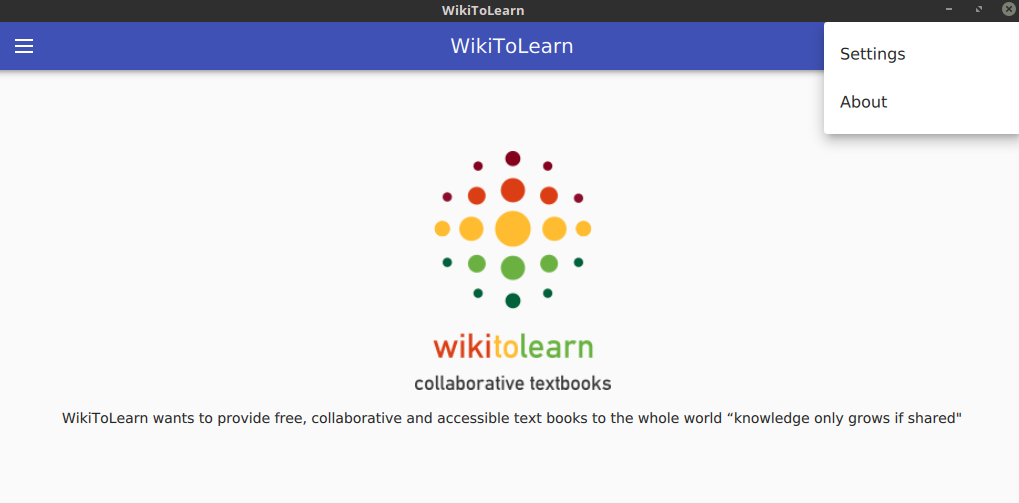 WikiToLearn
WikiToLearn
Settings
About
wikitolearn
collaborative textbooks
WikiToLearn wants to provide free, collaborative and accessible text books to the whole world “knowledge only grows if shared"